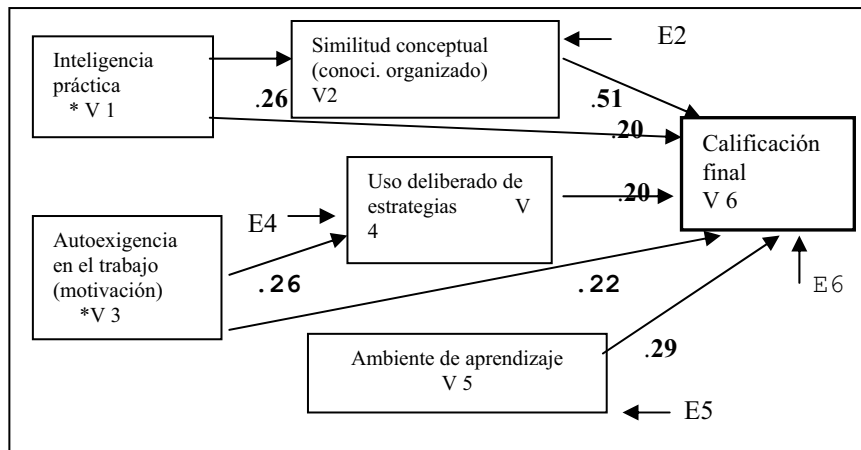 Inteligencia
práctica
* V 1
.26
Similitud conceptual
(conoci. organizado)
V2
E2
.51
.20
Calificación
final
V 6
E4
Uso deliberado de
estrategias V
4
.20
Autoexigencia
en el trabajo
(motivación)
*V 3
.26
.22
E6
Ambiente de aprendizaje
V 5
.29
E5